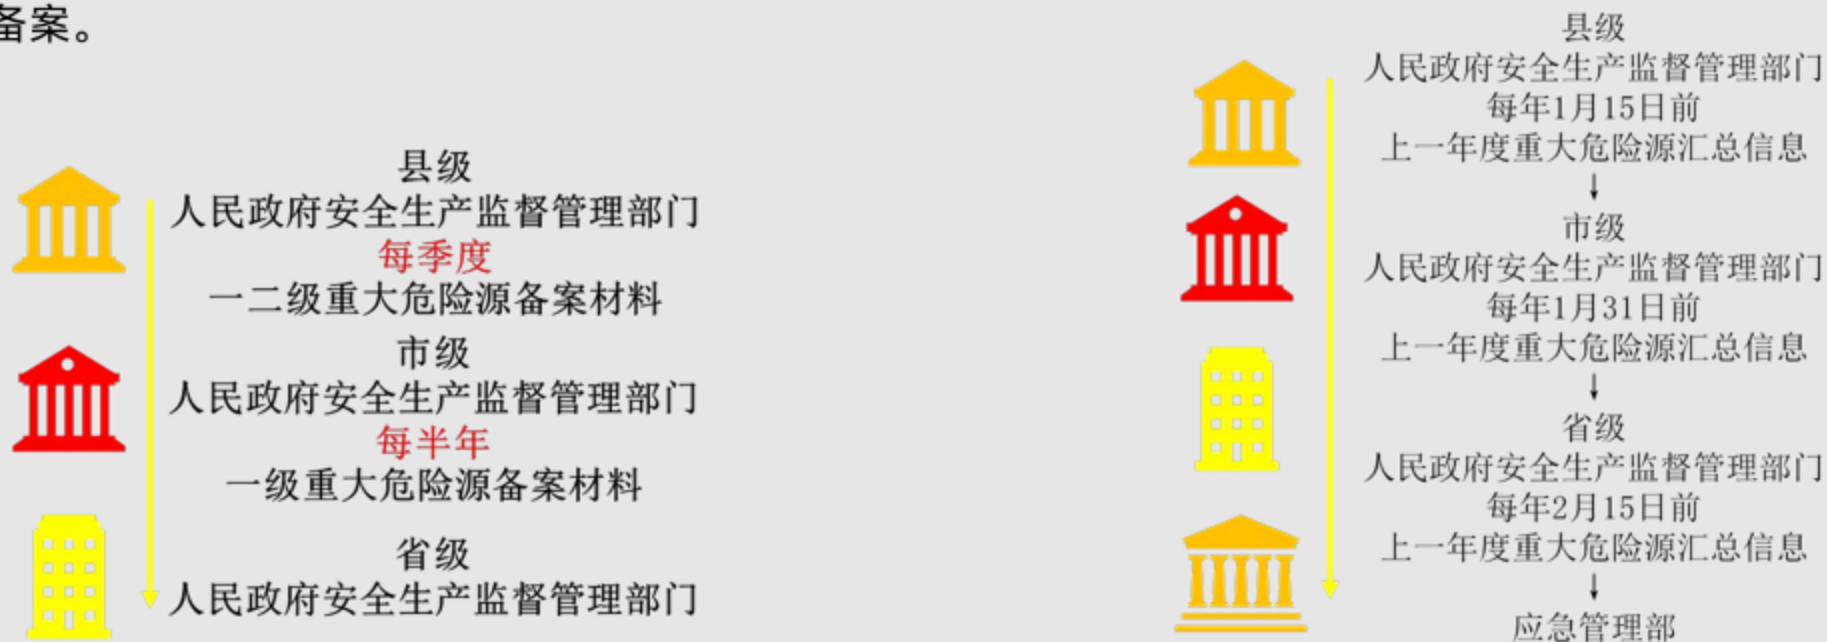 备案。
县级
人民政府安全生产监督管理部门
每季度
一二级重大危险源备案材料
市级
人民政府安全生产监督管理部门
每半年
一级重大危险源备案材料
省级
人民政府安全生产监督管理部门
县级
人民政府安全生产监督管理部门
每年1月15日前
上一年度重大危险源汇总信息
↓
市级
人民政府安全生产监督管理部门
每年1月31日前
上一年度重大危险源汇总信息
↓
省级
人民政府安全生产监督管理部门
每年2月15日前
上一年度重大危险源汇总信息
↓
应急管理部